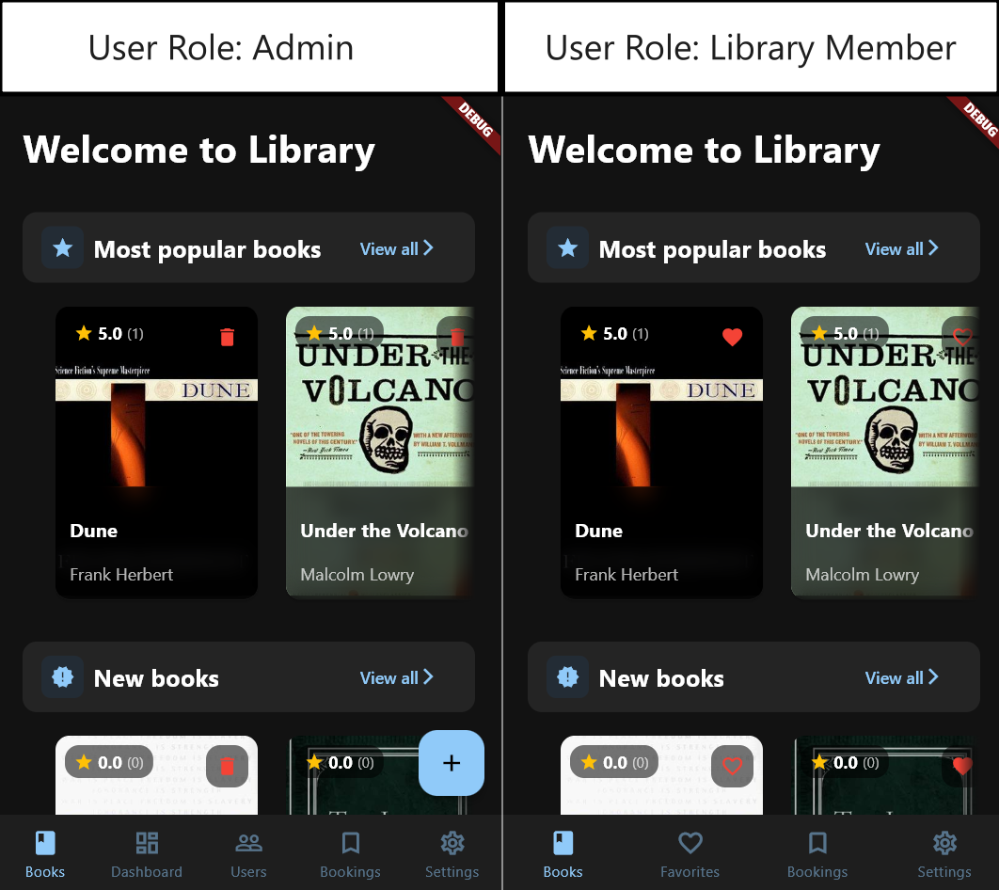 User Role: Admin
DEBUG
Welcome to Library
Most popular books
View all
5.0 (1)
Science Fiction's Supreme Masterpiece
DUNE
Dune
Frank Herbert
5.0 (1)
UNDER THE
VOLCANO
"ONE OF THE TOWERING
NOVELS OF THIS CENTURY."
—New York Times
WITH A NEW AFTERWORD
BY WILLIAM T. VOLLMAN
Under the Volcano
Malcolm Lowry
New books
View all
0.0 (0)
0.0 (0)
+
Books
Dashboard
Users
Bookings
Settings
User Role: Library Member
DEBUG
Welcome to Library
Most popular books
View all
5.0 (1)
Science Fiction's Supreme Masterpiece
DUNE
Dune
Frank Herbert
5.0 (1)
UNDER THE
VOLCANO
"ONE OF THE TOWERING
NOVELS OF THIS CENTURY."
—New York Times
WITH A NEW AFTERWORD
BY WILLIAM T. VOLLMAN
Under the Volcano
Malcolm Lowry
New books
View all
0.0 (0)
0.0 (0)
Books
Favorites
Bookings
Settings